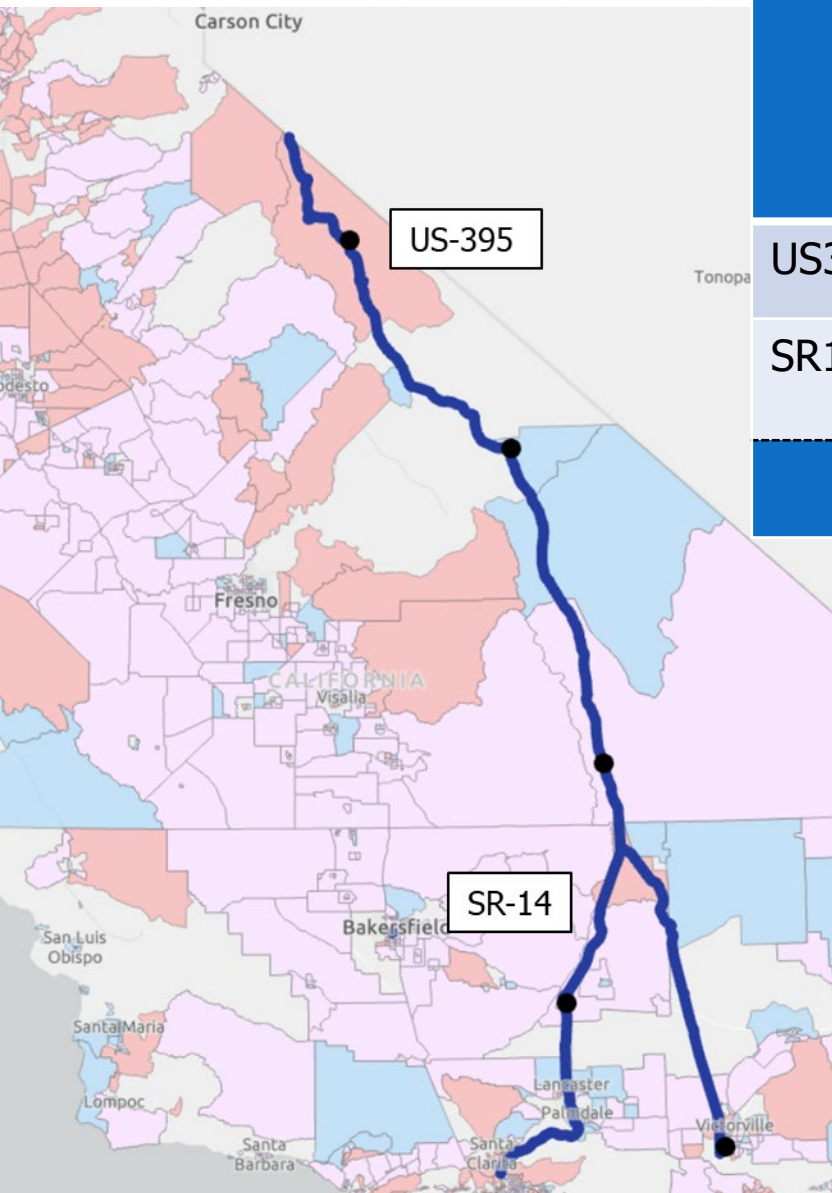 Carson City
US-395
Tonopa
US3
SR1
odesto
Fresno
CALIFORNIA
Visalia
SR-14
Bakersfield
San Luis
Obispo
Santa Maria
Lancaster
Lompoc
Palmdale
Victorville
Santa
Barbara
Santa
Clarita